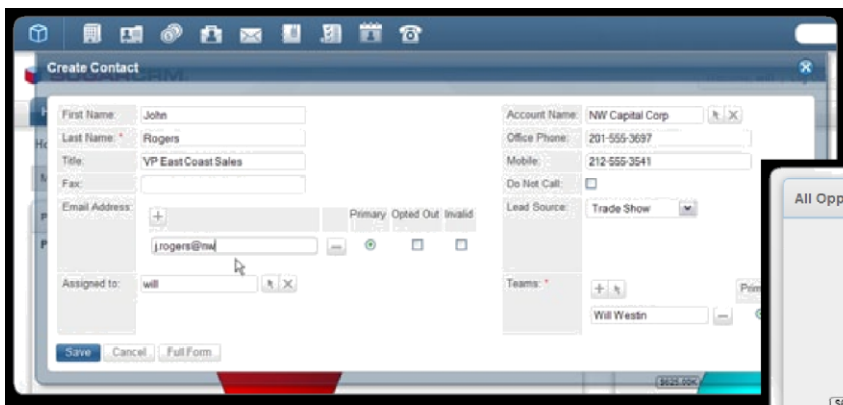 Create Contact
First Name: John
Last Name: * Rogers
Title: VP East Coast Sales
Fax:
Email Address:
Primary Opted Out Invalid
j.rogers@nw
Assigned to: will
Account Name: NW Capital Corp
Office Phone: 201-555-3697
Mobile: 212-555-3541
Do Not Call:
Lead Source: Trade Show
Teams: *
Prim
Will Westin
Save Cancel Full Form
$625.00K
All Opp